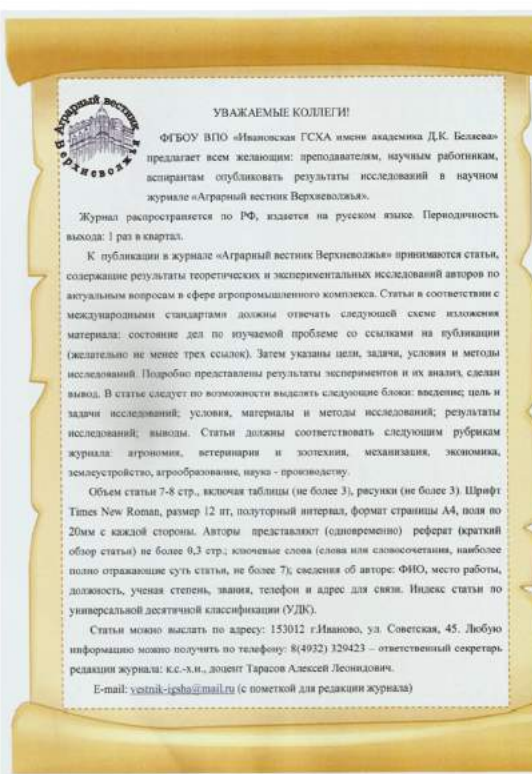 Аграрный вестник Верхневолжья
УВАЖАЕМЫЕ КОЛЛЕГИ!
ФГБОУ ВПО «Ивановская ГСХА имени академика Д.К. Беляева»
предлагает всем желающим: преподавателям, научным работникам,
аспирантам опубликовать результаты исследований в научном
журнале «Аграрный вестник Верхневолжья».
Журнал распространяется по РФ, издается на русском языке. Периодичность
выхода: 1 раз в квартал.
К публикации в журнале «Аграрный вестник Верхневолжья» принимаются статьи,
содержащие результаты теоретических и экспериментальных исследований авторов по
актуальным вопросам в сфере агропромышленного комплекса. Статьи в соответствии с
международными стандартами должны отвечать следующей схеме изложения
материала: состояние дел по изучаемой проблеме со ссылками на публикации
(желательно не менее трех ссылок). Затем указаны цели, задачи, условия и методы
исследований. Подробно представлены результаты экспериментов и их анализ, сделан
вывод. В статье следует по возможности выделять следующие блоки: введение; цель и
задачи исследований; условия, материалы и методы исследований; результаты
исследований; выводы. Статьи должны соответствовать следующим рубрикам
журнала: агрономия, ветеринария и зоотехния, механизация, экономика,
землеустройство, агрообразование, наука - производству.
Объем статьи 7-8 стр., включая таблицы (не более 3), рисунки (не более 3). Шрифт
Times New Roman, размер 12 пт, полуторный интервал, формат страницы А4, поля по
20мм с каждой стороны. Авторы представляют (одновременно) реферат (краткий
обзор статьи) не более 0,3 стр.; ключевые слова (слова или словосочетания, наиболее
полно отражающие суть статьи, не более 7); сведения об авторе: ФИО, место работы,
должность, ученая степень, звания, телефон и адрес для связи. Индекс статьи по
универсальной десятичной классификации (УДК).
Статьи можно выслать по адресу: 153012 г.Иваново, ул. Советская, 45. Любую
информацию можно получить по телефону: 8(4932) 329423 – ответственный секретарь
редакции журнала: к.с.-х.н., доцент Тарасов Алексей Леонидович.
E-mail: vestnik-igsha@mail.ru (с пометкой для редакции журнала)